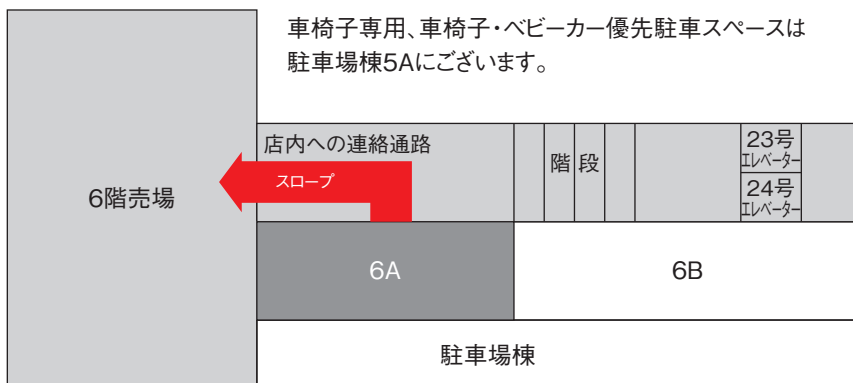 車椅子専用、車椅子・ベビーカー優先駐車スペースは
駐車場棟5Aにございます。
店内への連絡通路
スロープ
6階売場
階段
23号
エレベーター
24号
エレベーター
6A
6B
駐車場棟